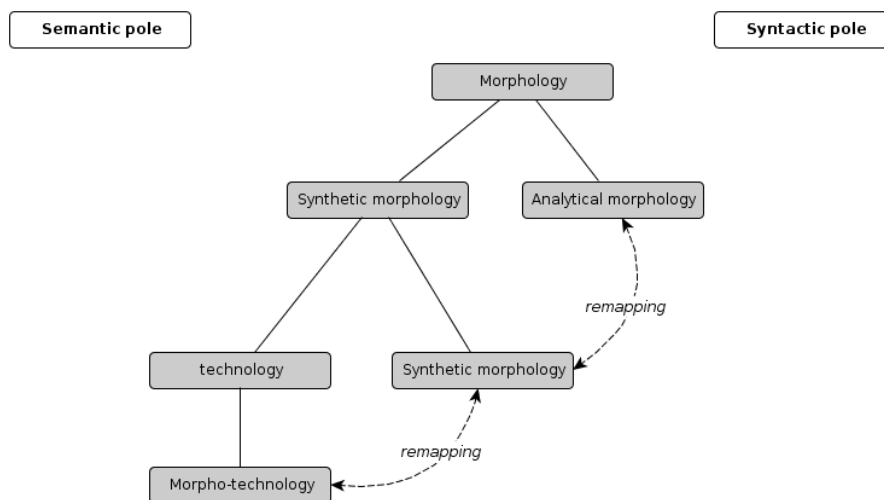 Semantic pole
Syntactic pole
Morphology
Synthetic morphology
Analytical morphology
remapping
technology
Synthetic morphology
remapping
Morpho-technology